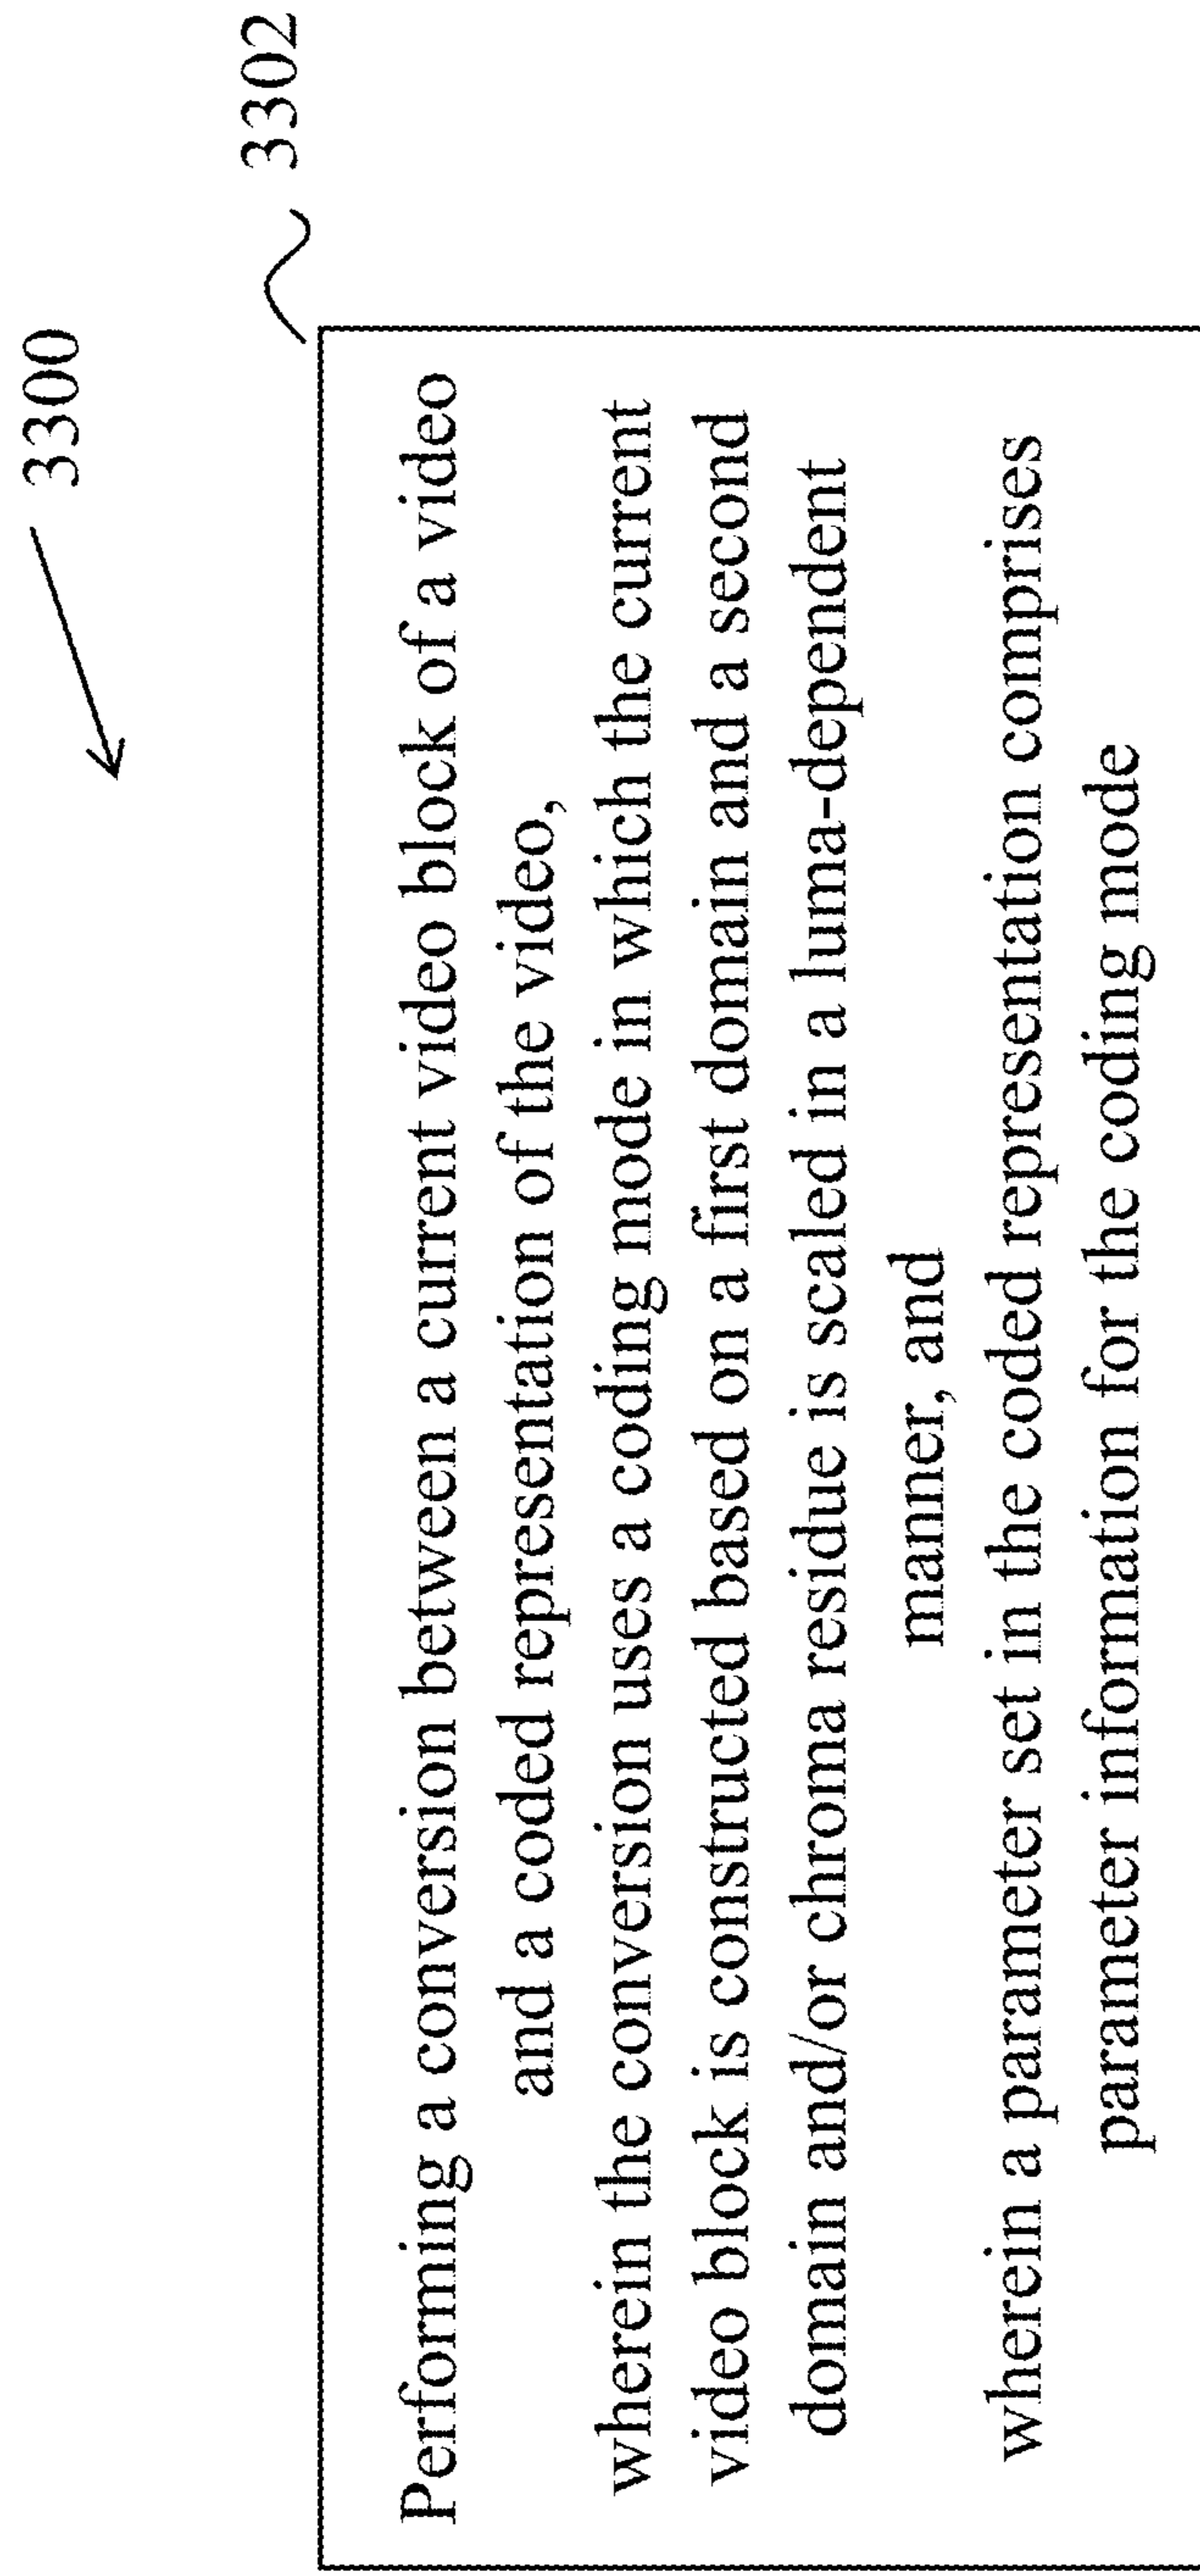 3300
3302
Performing a conversion between a current video block of a video
and a coded representation of the video,
wherein the conversion uses a coding mode in which the current
video block is constructed based on a first domain and a second
domain and/or chroma residue is scaled in a luma-dependent
manner, and
wherein a parameter set in the coded representation comprises
parameter information for the coding mode